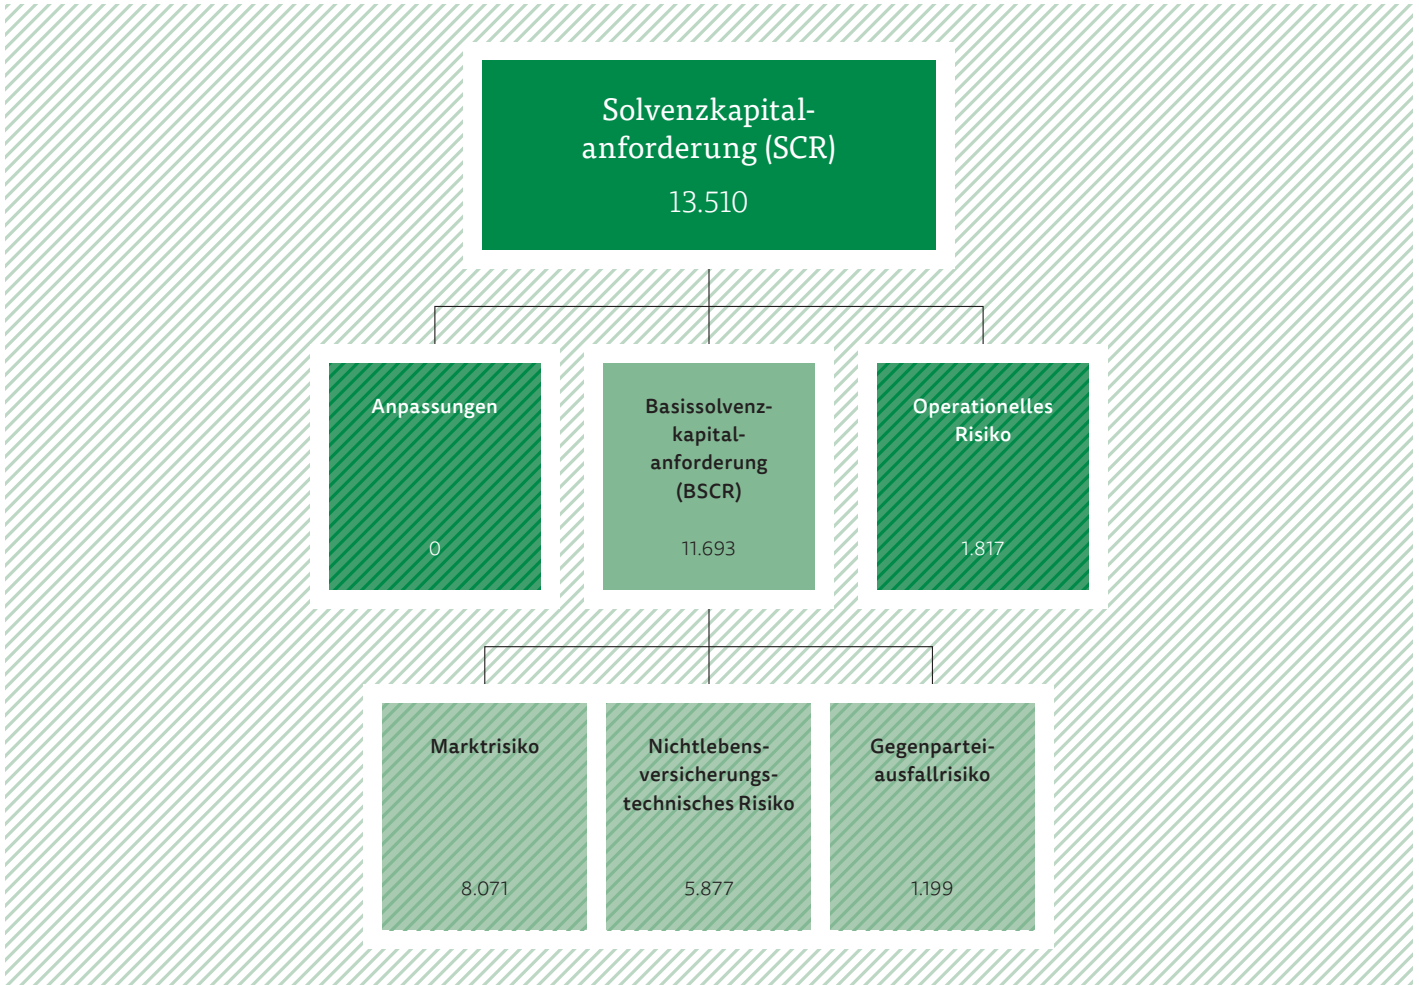 Solvenzkapital-
anforderung (SCR)
13.510
Anpassungen
0
Basissolvenz-
kapital-
anforderung
(BSCR)
11.693
Operationelles
Risiko
1.817
Marktrisiko
8.071
Nichtlebens-
versicherungs-
technisches Risiko
5.877
Gegenpartei-
ausfallrisiko
1.199